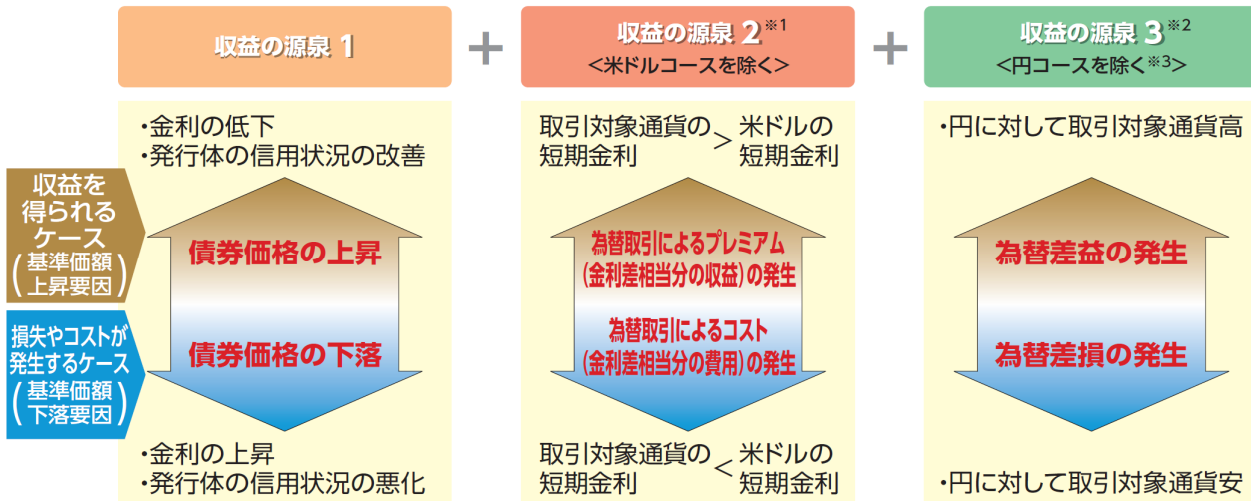 収益の源泉 1
+
収益の源泉 2※1
<米ドルコースを除く>
+
収益の源泉 3※2
<円コースを除く※3>
・金利の低下
・発行体の信用状況の改善
取引対象通貨の
短期金利
>
米ドルの
短期金利
・円に対して取引対象通貨高
収益を
得られる
ケース
(基準価額
上昇要因)
債券価格の上昇
為替取引によるプレミアム
(金利差相当分の収益)の発生
為替差益の発生
損失やコストが
発生するケース
(基準価額
下落要因)
債券価格の下落
為替取引によるコスト
(金利差相当分の費用)の発生
為替差損の発生
・金利の上昇
・発行体の信用状況の悪化
取引対象通貨の
短期金利
<
米ドルの
短期金利
・円に対して取引対象通貨安